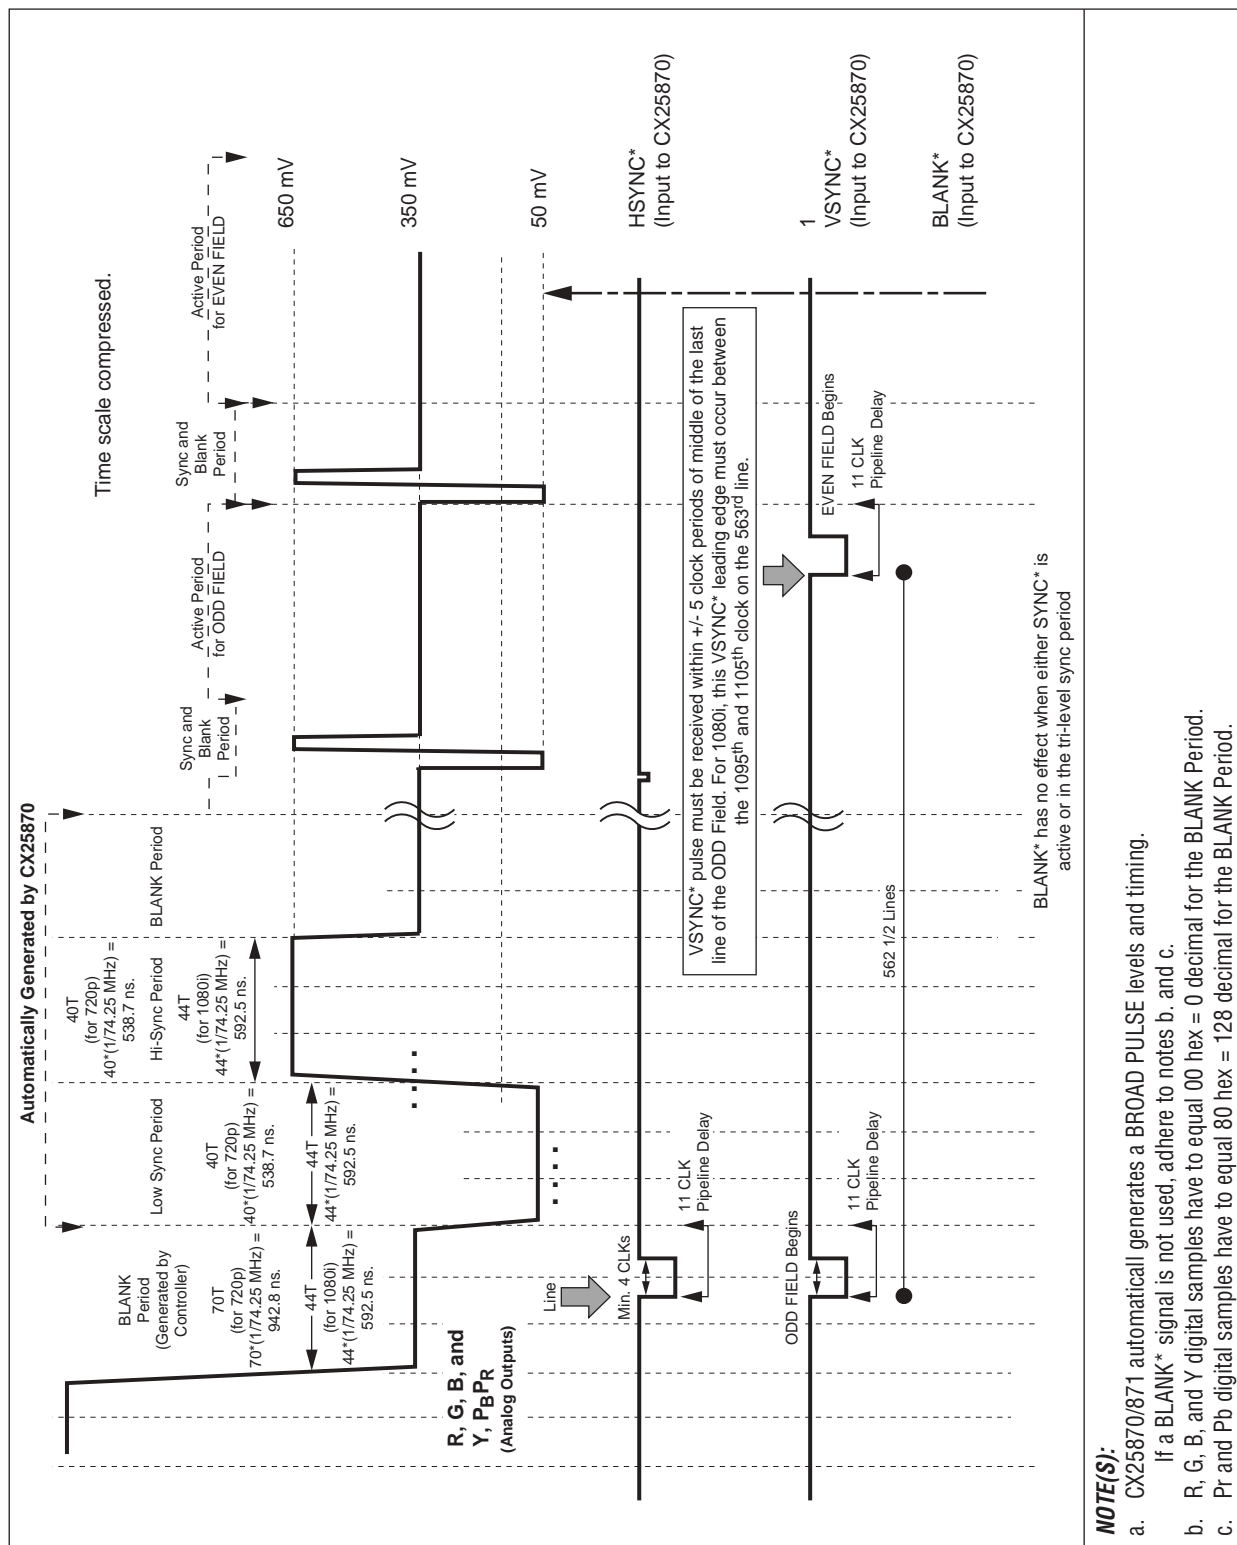 Automatically Generated by CX25870
Time scale compressed.
BLANK
Period
(Generated by
Controller)
70T
(for 720p)
70*(1/74.25 MHz) =
942.8 ns.
44T
(for 1080i)
44*(1/74.25 MHz) =
592.5 ns.
Low Sync Period
40T
(for 720p)
40*(1/74.25 MHz) =
538.7 ns.
44T
44*(1/74.25 MHz) =
592.5 ns.
40T
(for 720p)
40*(1/74.25 MHz) =
538.7 ns.
Hi-Sync Period
44T
(for 1080i)
44*(1/74.25 MHz) =
592.5 ns.
BLANK Period
Sync and
Blank
Period
Active Period
for ODD FIELD
Sync and
Blank
Period
Active Period
for EVEN FIELD
650 mV
350 mV
50 mV
R, G, B, and
Y, PBPR
(Analog Outputs)
. . . .
. . . .
Line
Min. 4 CLKs
11 CLK
Pipeline Delay
HSYNC*
(Input to CX25870)
VSYNC* pulse must be received within +/- 5 clock periods of middle of the last
line of the ODD Field. For 1080i, this VSYNC* leading edge must occur between
the 1095th and 1105th clock on the 563rd line.
ODD FIELD Begins
11 CLK
Pipeline Delay
EVEN FIELD Begins
11 CLK
Pipeline Delay
1
VSYNC*
(Input to CX25870)
562 1/2 Lines
BLANK*
(Input to CX25870)
BLANK* has no effect when either SYNC* is
active or in the tri-level sync period
NOTE(S):
a. CX25870/871 automaticall generates a BROAD PULSE levels and timing.
If a BLANK* signal is not used, adhere to notes b. and c.
b. R, G, B, and Y digital samples have to equal 00 hex = 0 decimal for the BLANK Period.
c. Pr and Pb digital samples have to equal 80 hex = 128 decimal for the BLANK Period.